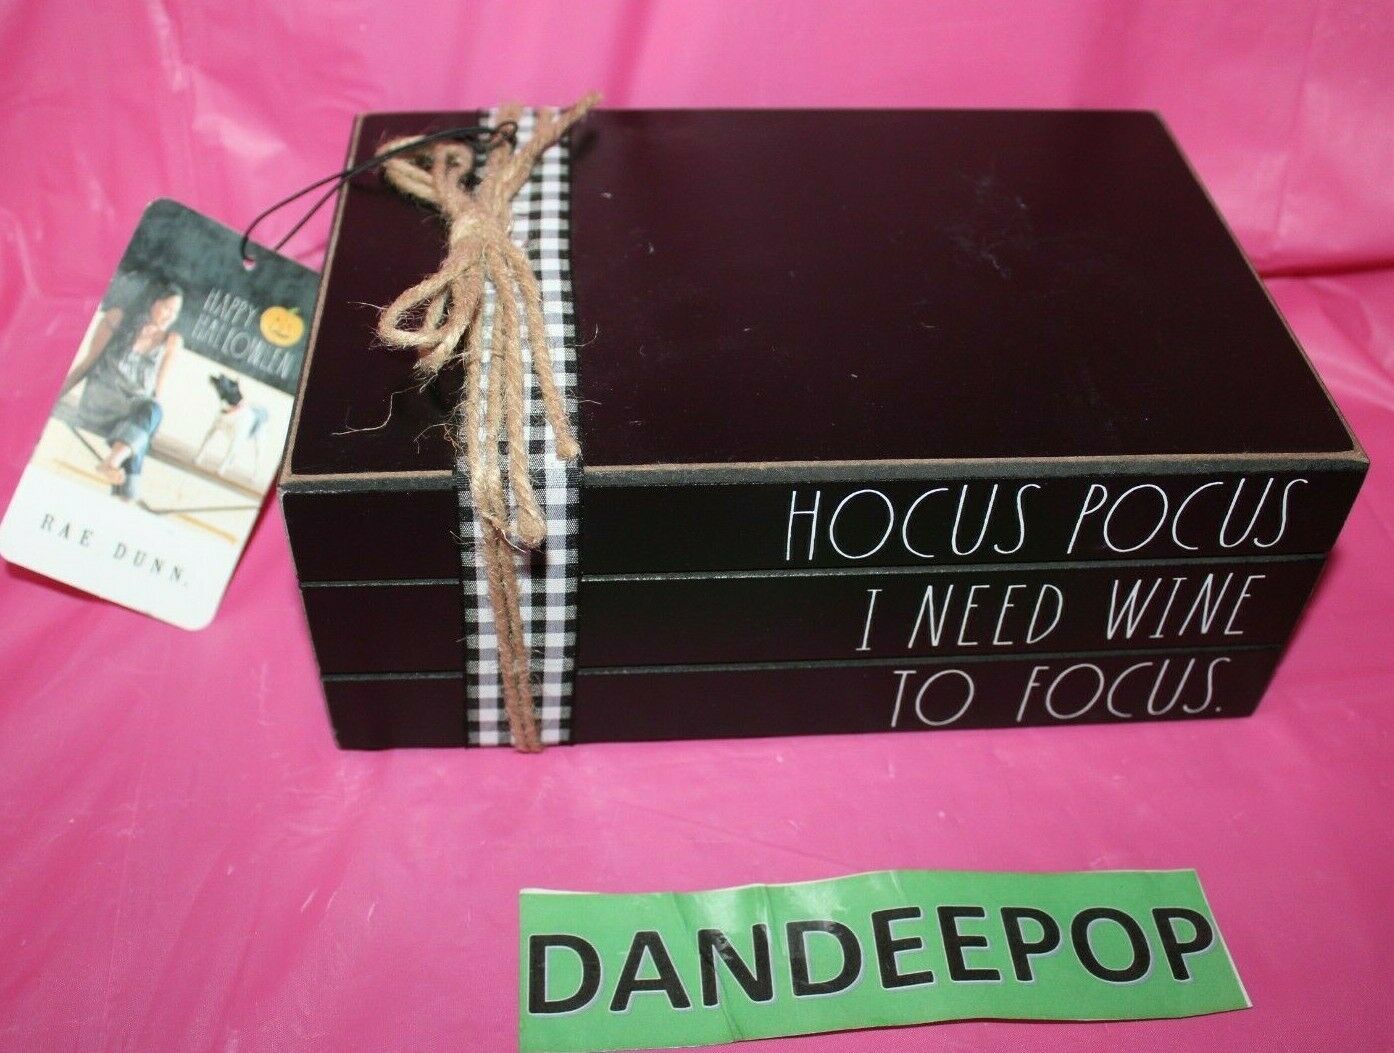 HAPPY
HALLOWEEN
RAE DUNN.
HOCUS POCUS
I NEED WINE
TO FOCUS.
DANDEEPOP